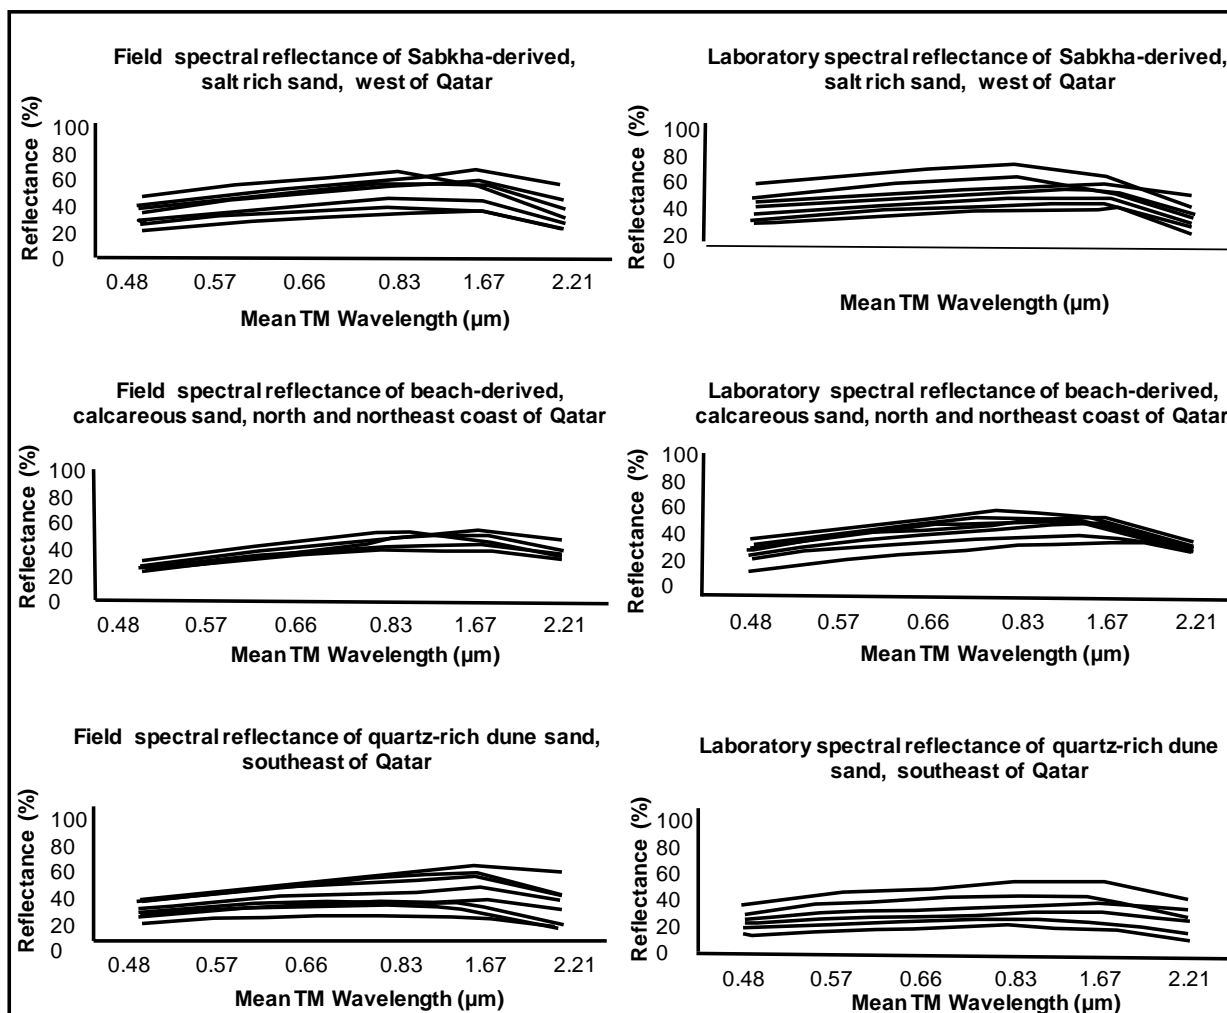 Field spectral reflectance of Sabkha-derived,
salt rich sand, west of Qatar
Reflectance (%)
100
80
60
40
20
0
0.48 0.57 0.66 0.83 1.67 2.21
Mean TM Wavelength (µm)
Laboratory spectral reflectance of Sabkha-derived,
salt rich sand, west of Qatar
Reflectance (%)
100
80
60
40
20
0
Mean TM Wavelength (µm)
Field spectral reflectance of beach-derived,
calcareous sand, north and northeast coast of Qatar
Reflectance (%)
100
80
60
40
20
0
0.48 0.57 0.66 0.83 1.67 2.21
Mean TM Wavelength (µm)
Laboratory spectral reflectance of beach-derived,
calcareous sand, north and northeast coast of Qatar
Reflectance (%)
100
80
60
40
20
0
0.48 0.57 0.66 0.83 1.67 2.21
Mean TM Wavelength (µm)
Field spectral reflectance of quartz-rich dune sand,
southeast of Qatar
Reflectance (%)
100
80
60
40
20
0
0.48 0.57 0.66 0.83 1.67 2.21
Mean TM Wavelength (µm)
Laboratory spectral reflectance of quartz-rich dune
sand, southeast of Qatar
Reflectance (%)
100
80
60
40
20
0
0.48 0.57 0.66 0.83 1.67 2.21
Mean TM Wavelength (µm)